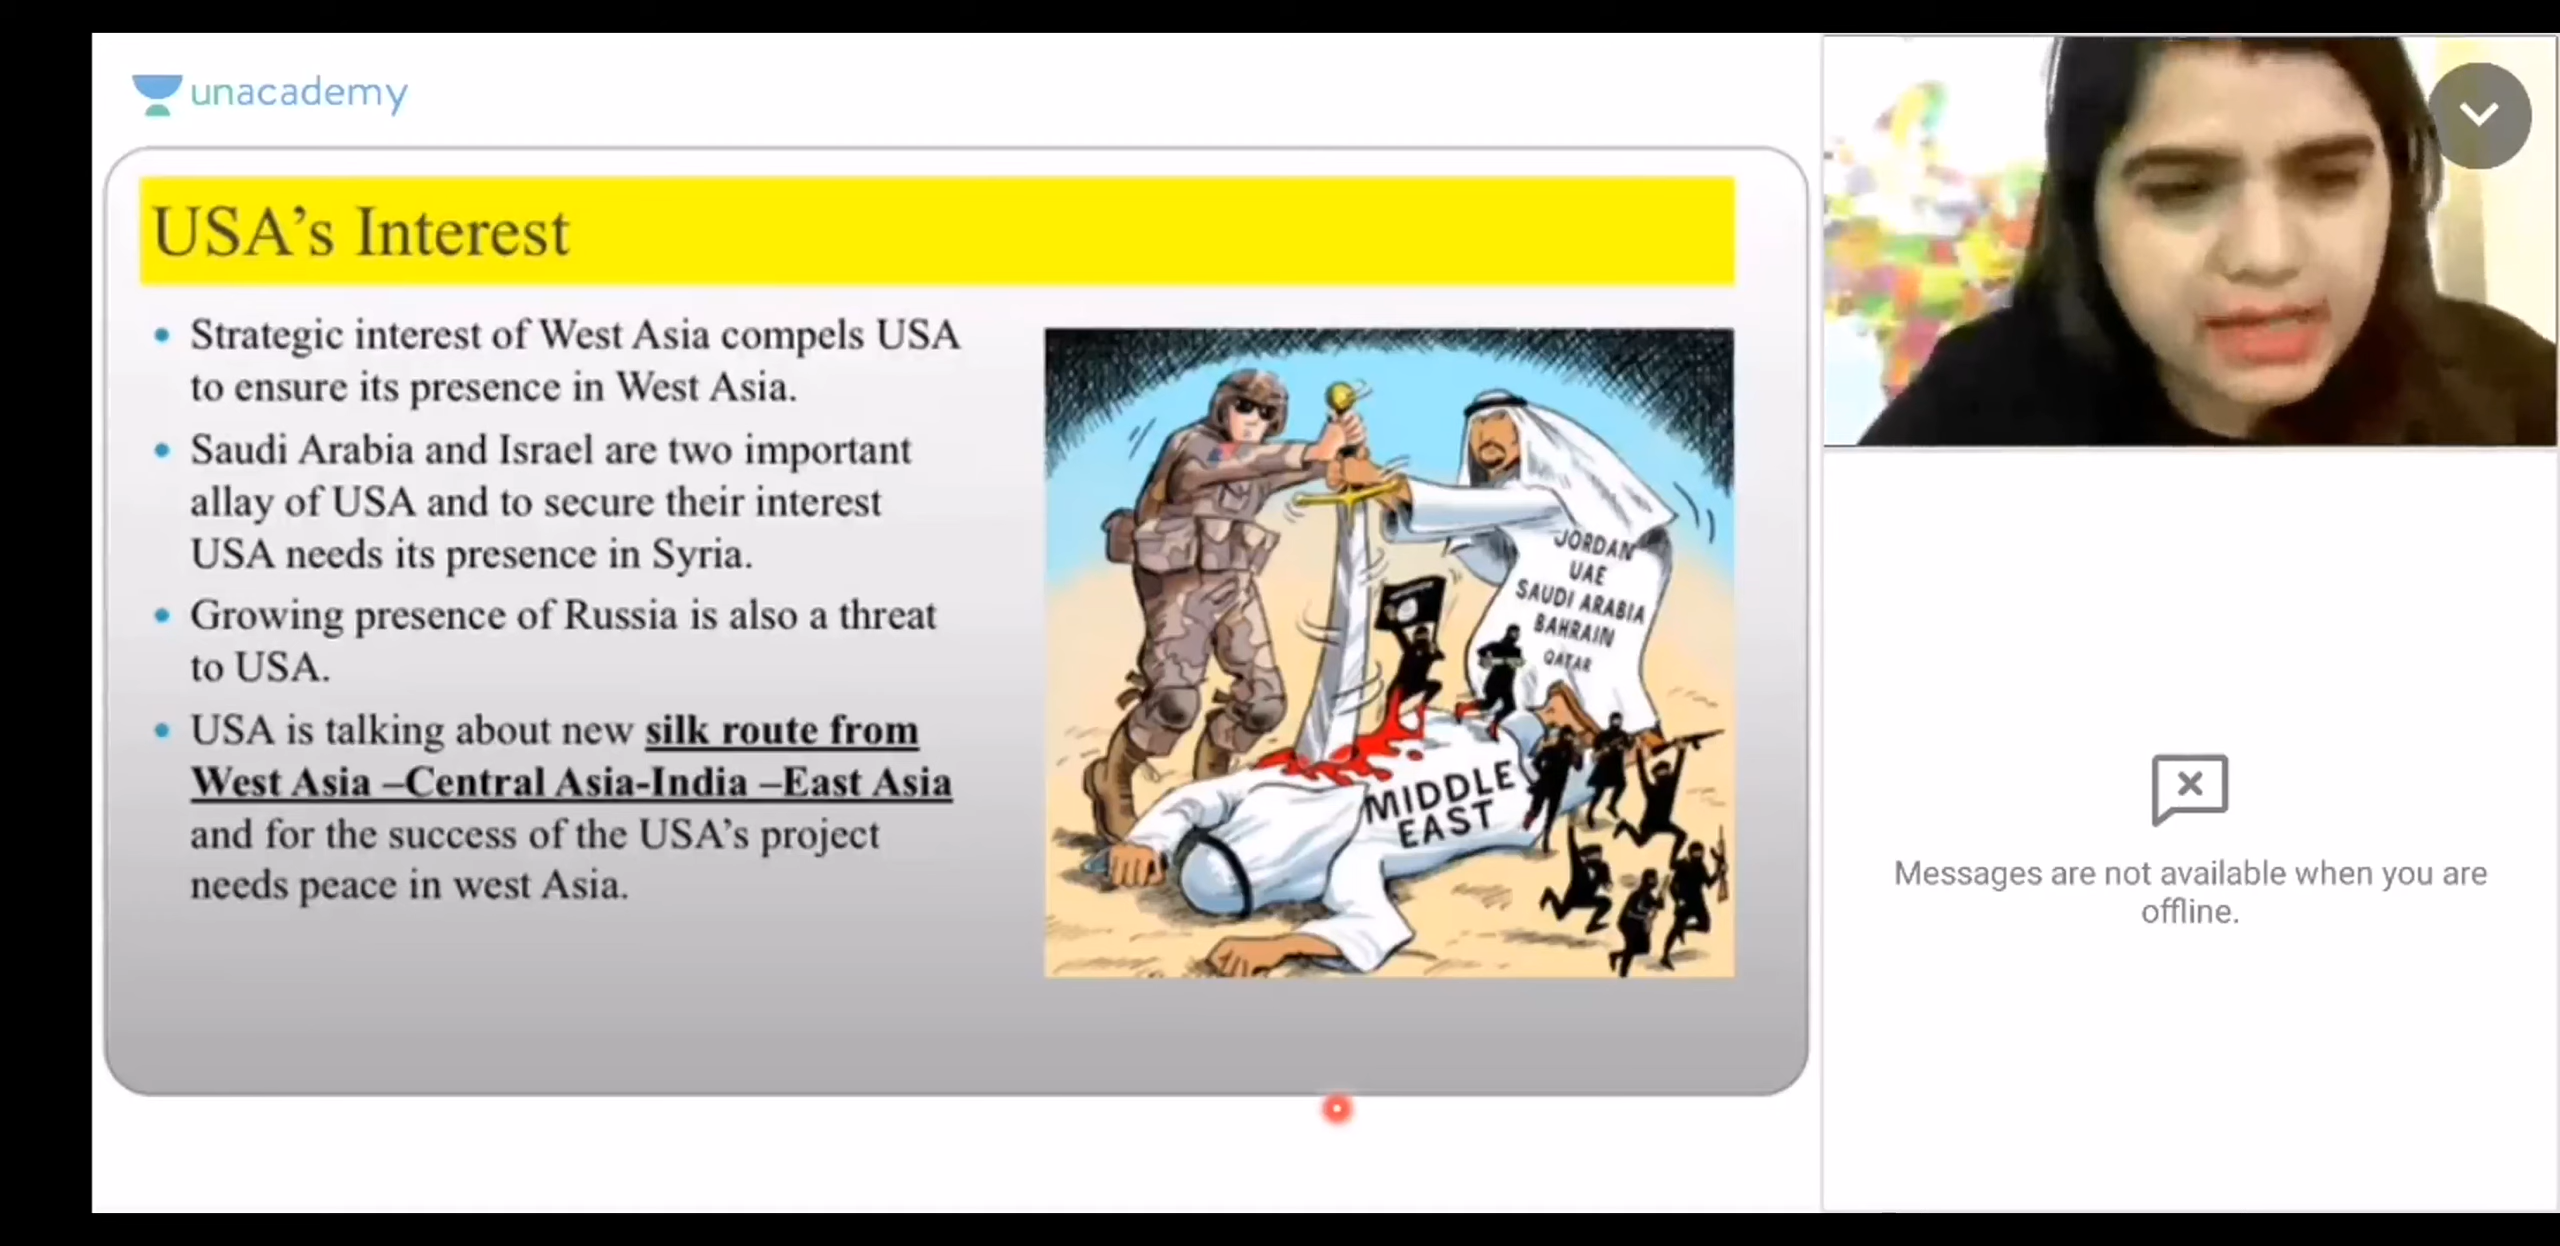 unacademy
USA's Interest
• Strategic interest of West Asia compels USA
to ensure its presence in West Asia.
• Saudi Arabia and Israel are two important
allay of USA and to secure their interest
USA needs its presence in Syria.
• Growing presence of Russia is also a threat
to USA.
• USA is talking about new silk route from
West Asia –Central Asia-India –East Asia
and for the success of the USA's project
needs peace in west Asia.
JORDAN
UAE
SAUDI ARABIA
BAHRAIN
QATAR
MIDDLE
EAST
Messages are not available when you are
offline.